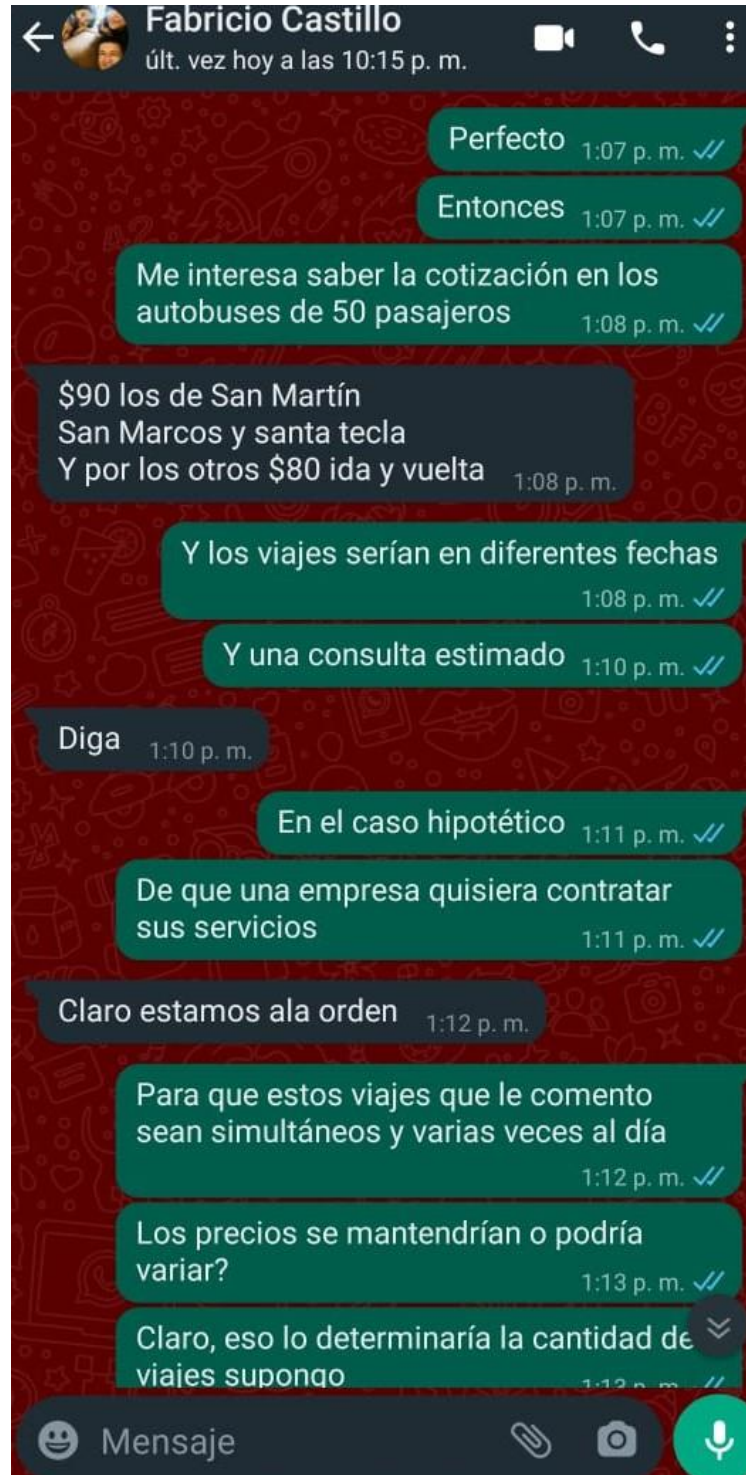 Fabricio Castillo
últ. vez hoy a las 10:15 p. m.
Perfecto 1:07 p. m.
Entonces 1:07 p. m.
Me interesa saber la cotización en los
autobuses de 50 pasajeros 1:08 p. m.
$90 los de San Martín
San Marcos y santa tecla
Y por los otros $80 ida y vuelta 1:08 p. m.
Y los viajes serían en diferentes fechas
1:08 p. m.
Y una consulta estimado 1:10 p. m.
Diga 1:10 p. m.
En el caso hipotético 1:11 p. m.
De que una empresa quisiera contratar
sus servicios 1:11 p. m.
Claro estamos ala orden 1:12 p. m.
Para que estos viajes que le comento
sean simultáneos y varias veces al día
1:12 p. m.
Los precios se mantendrían o podría
variar? 1:13 p. m.
Claro, eso lo determinaría la cantidad de
viajes supongo 1:13 p. m.
Mensaje